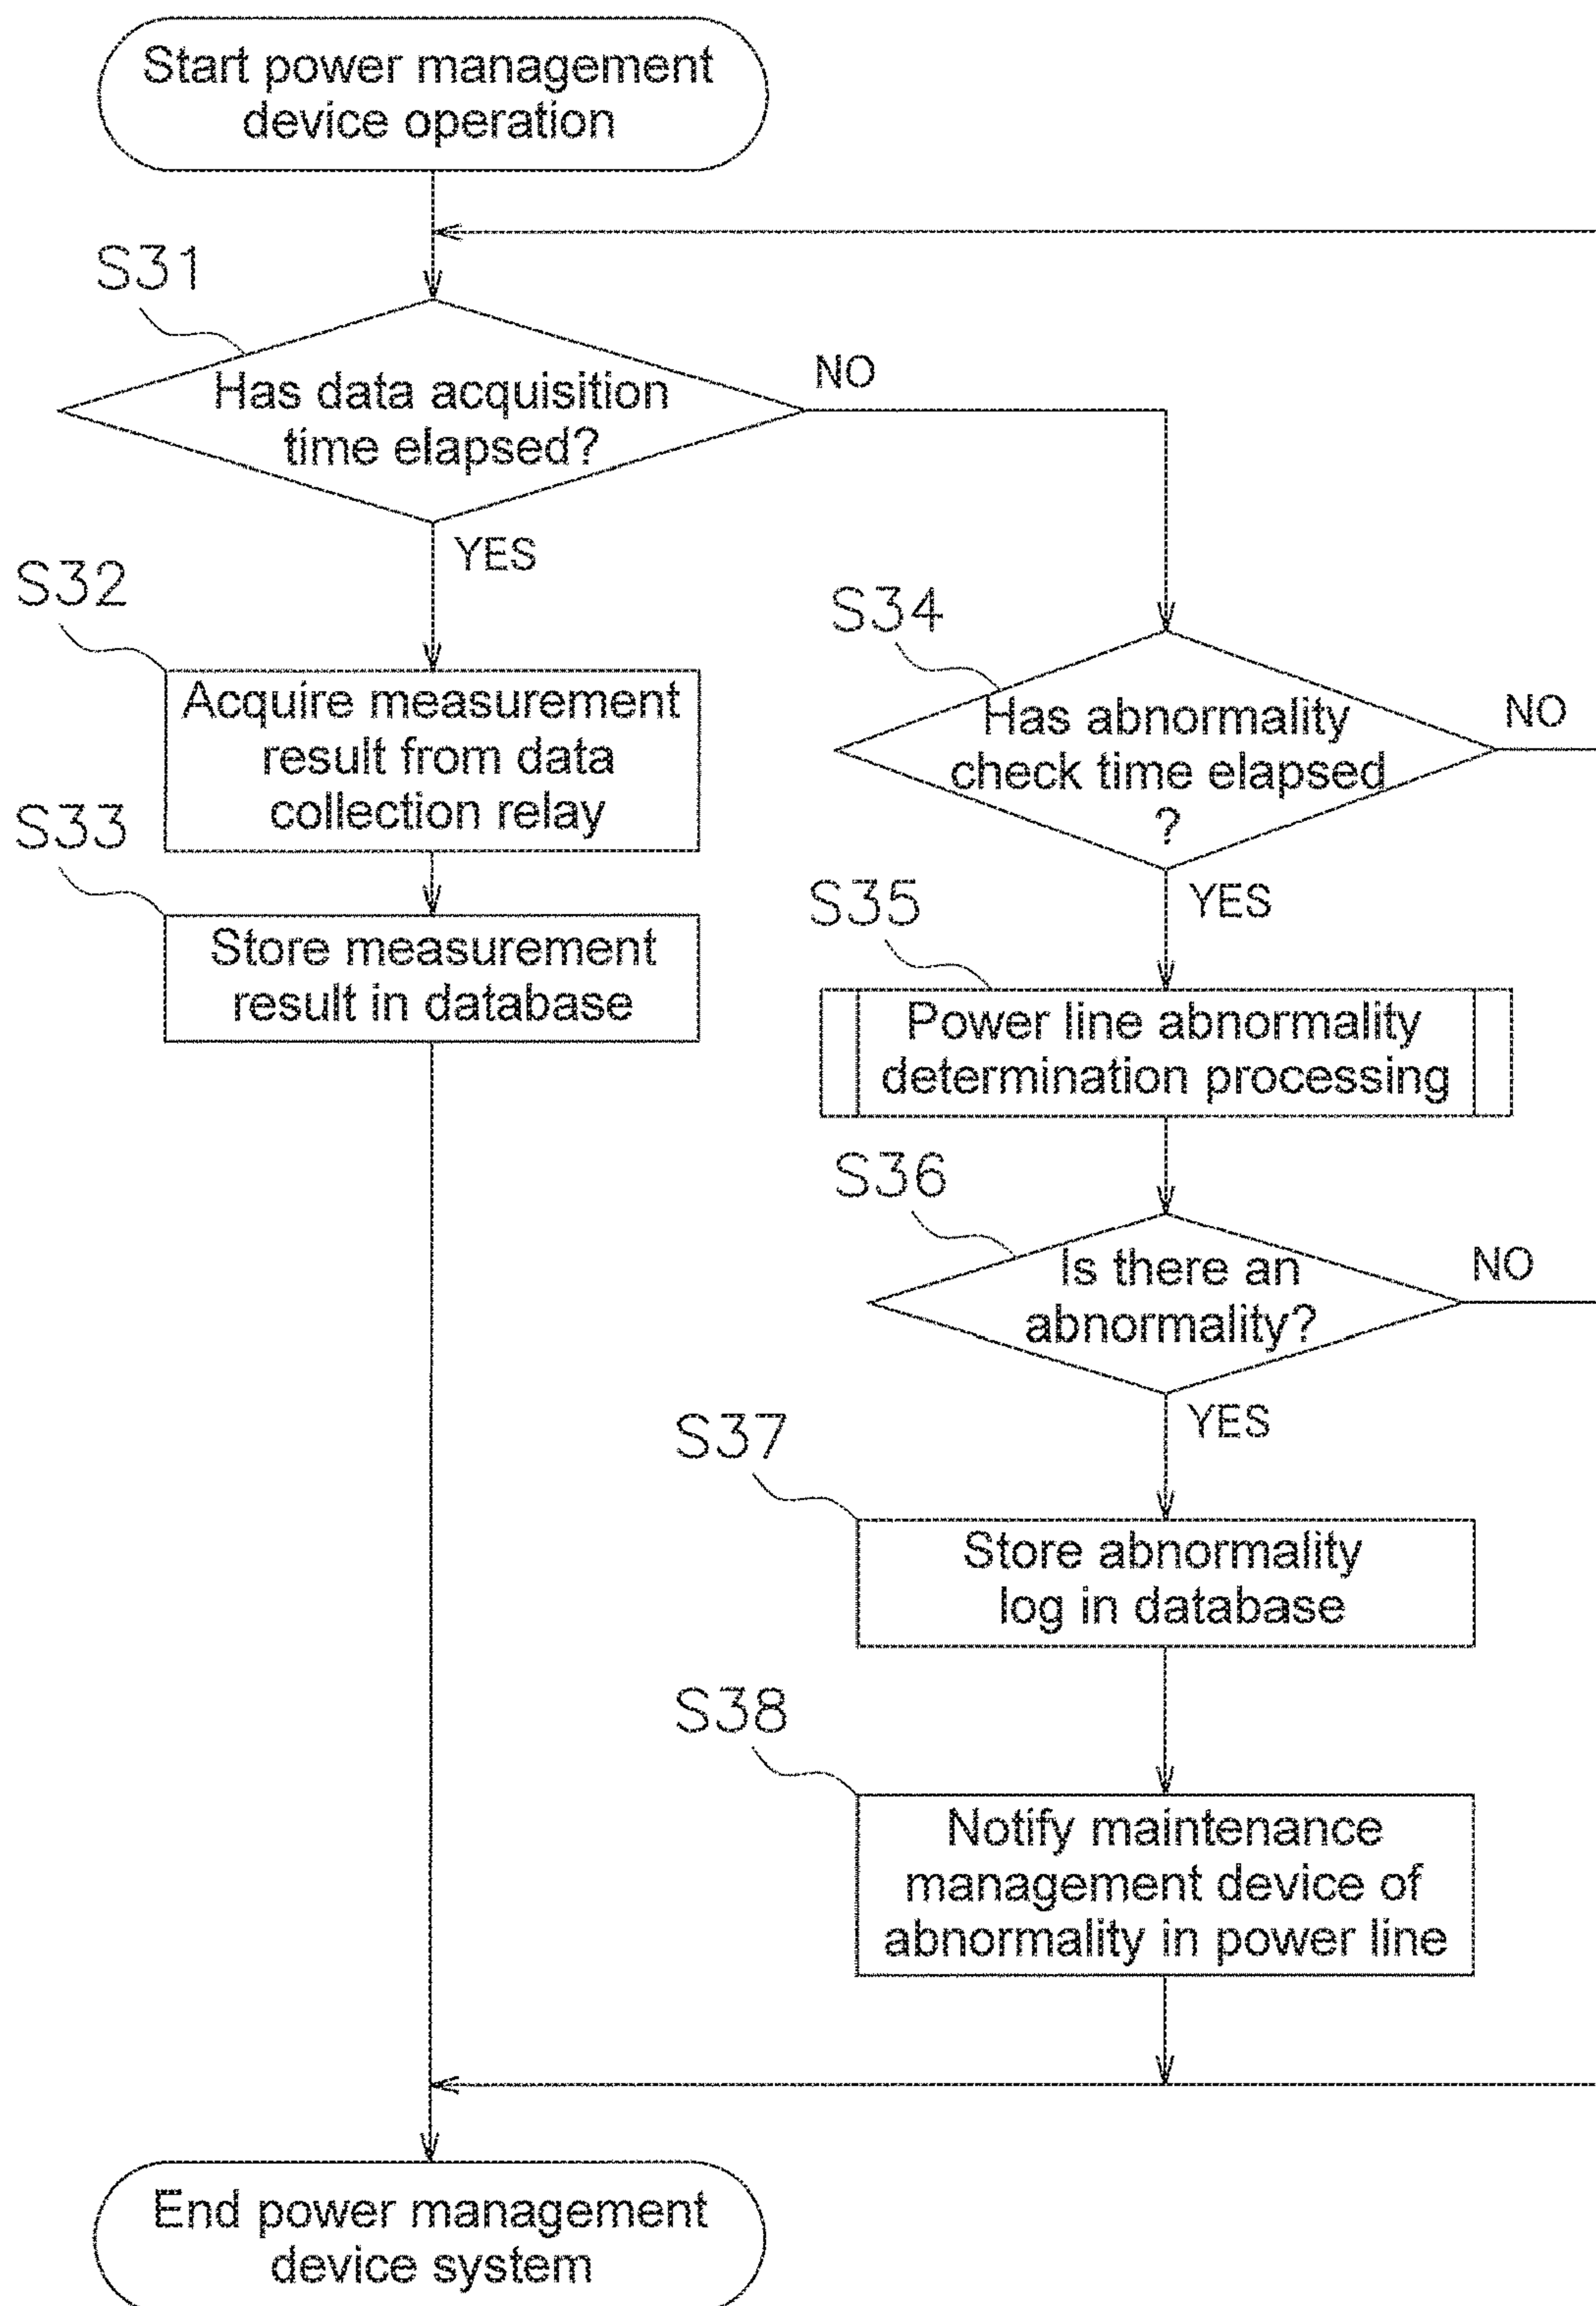 Start power management
device operation
S31
Has data acquisition
time elapsed?
NO
YES
S32
Acquire measurement
result from data
collection relay
S33
Store measurement
result in database
S34
Has abnormality
check time elapsed
?
NO
YES
S35
Power line abnormality
determination processing
S36
Is there an
abnormality?
NO
YES
S37
Store abnormality
log in database
S38
Notify maintenance
management device of
abnormality in power line
End power management
device system